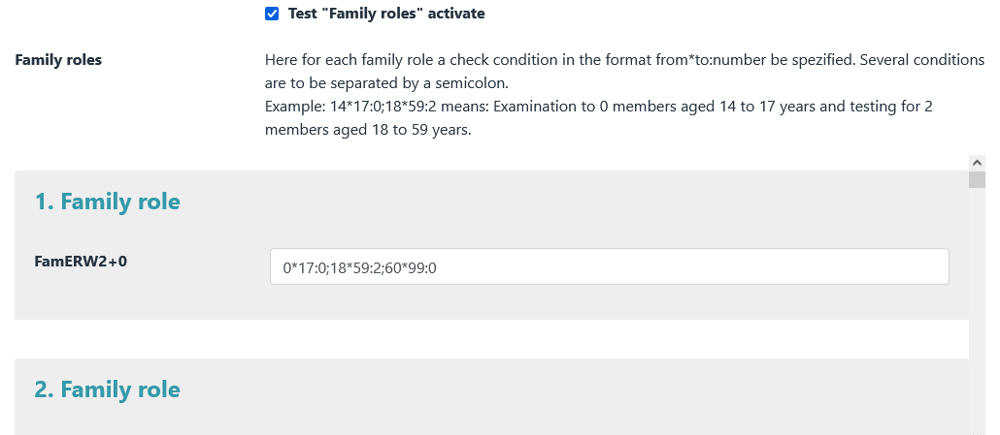 Test "Family roles" activate
Family roles
Here for each family role a check condition in the format from*to:number be spezified. Several conditions
are to be separated by a semicolon.
Example: 14*17:0;18*59:2 means: Examination to 0 members aged 14 to 17 years and testing for 2
members aged 18 to 59 years.
1. Family role
FamERW2+0
0*17:0;18*59:2;60*99:0
2. Family role